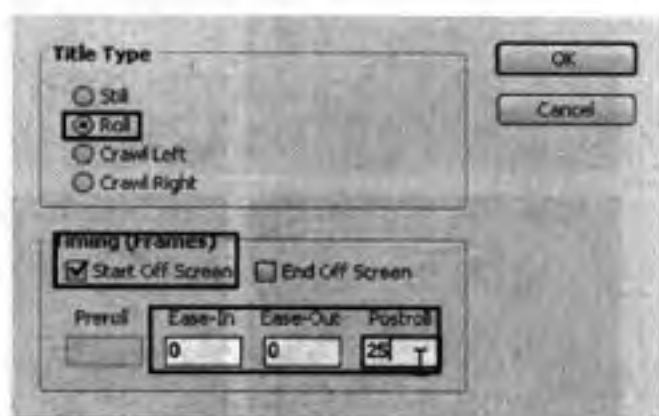 Title Type
Still
Roll
Crawl Left
Crawl Right
OK
Cancel
Timing (Frames)
Start Off Screen
End Off Screen
Preroll
Ease-In
Ease-Out
Postroll
0
0
25